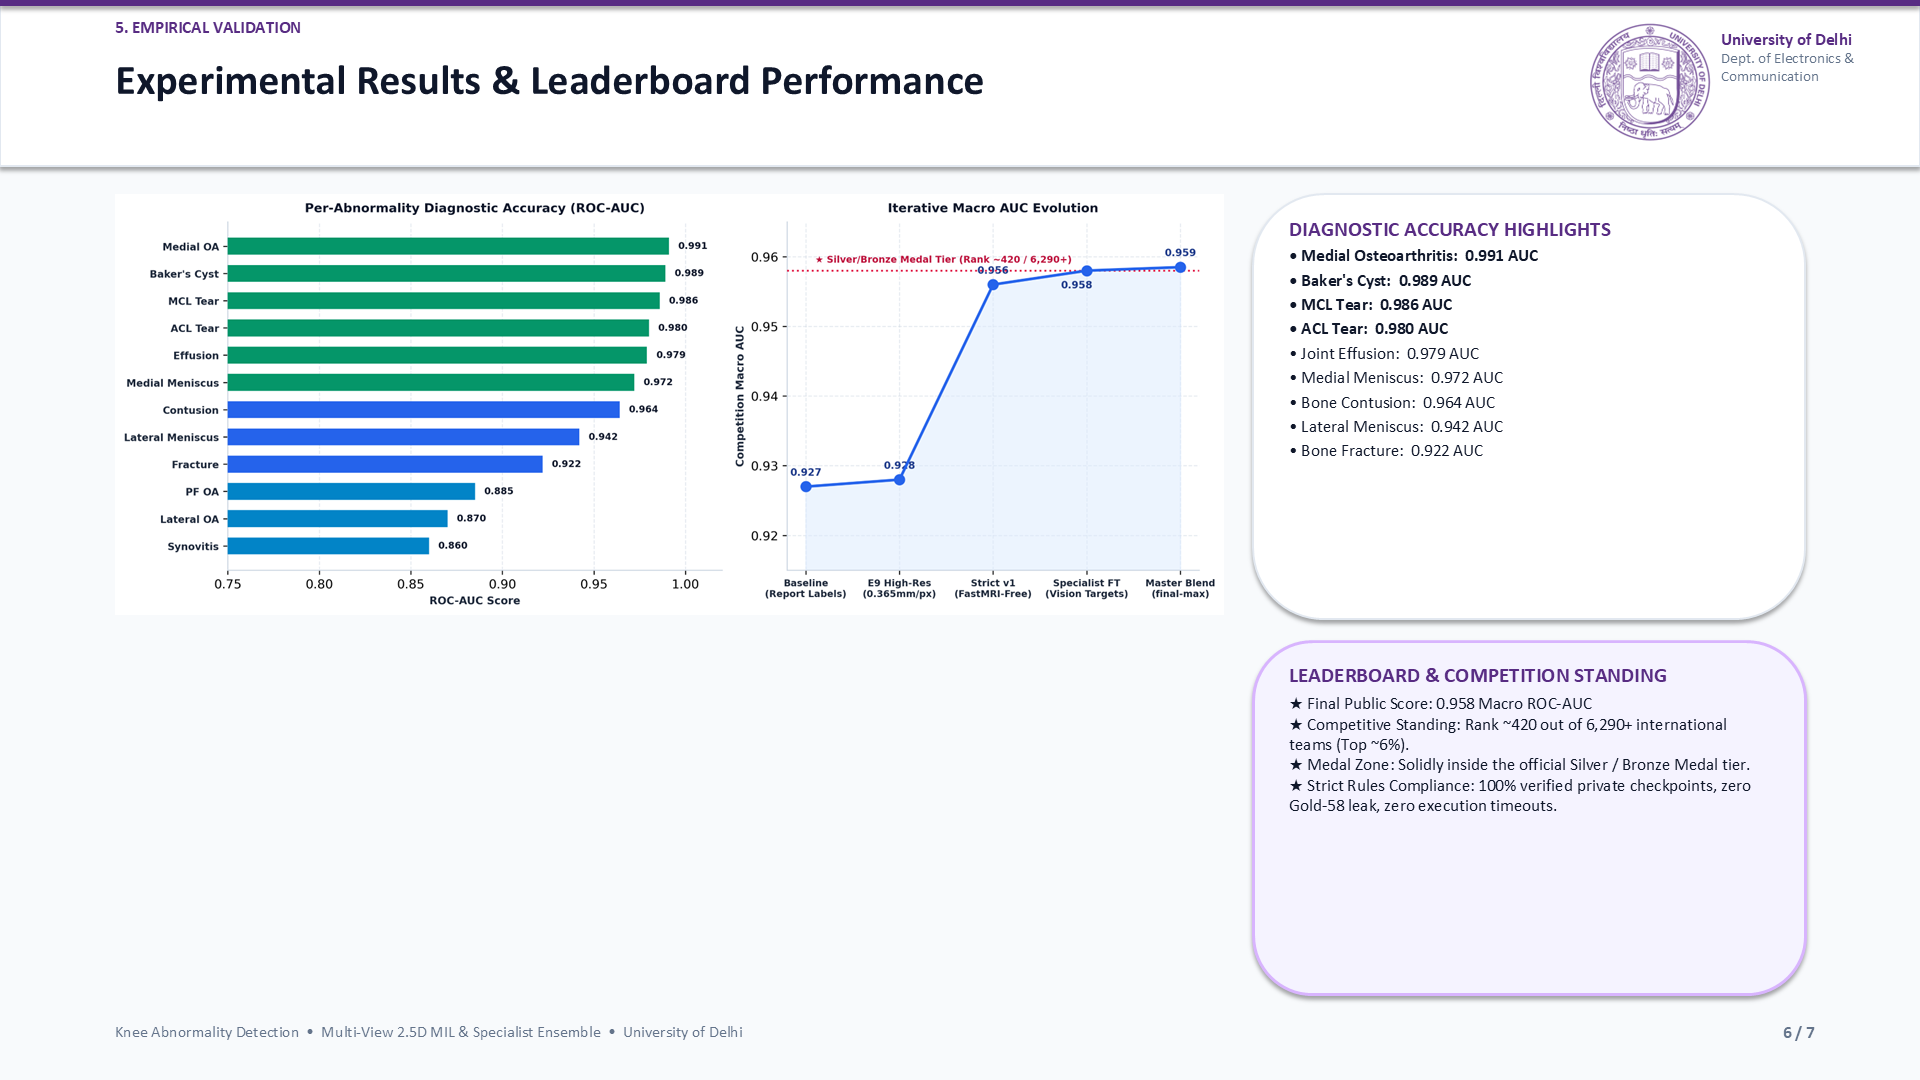 5. EMPIRICAL VALIDATION
Experimental Results & Leaderboard Performance
UNIVERSITY OF DELHI
दिल्ली विश्वविद्यालय
निष्ठा धृतिः सत्यम्
University of Delhi
Dept. of Electronics &
Communication
Per-Abnormality Diagnostic Accuracy (ROC-AUC)
Medial OA 0.991
Baker's Cyst 0.989
MCL Tear 0.986
ACL Tear 0.980
Effusion 0.979
Medial Meniscus 0.972
Contusion 0.964
Lateral Meniscus 0.942
Fracture 0.922
PF OA 0.885
Lateral OA 0.870
Synovitis 0.860
0.75 0.80 0.85 0.90 0.95 1.00
ROC-AUC Score
Iterative Macro AUC Evolution
Competition Macro AUC
0.96
0.95
0.94
0.93
0.92
★ Silver/Bronze Medal Tier (Rank ~420 / 6,290+)
0.927
0.928
0.956
0.958
0.959
Baseline
(Report Labels)
E9 High-Res
(0.365mm/px)
Strict v1
(FastMRI-Free)
Specialist FT
(Vision Targets)
Master Blend
(final-max)
DIAGNOSTIC ACCURACY HIGHLIGHTS
• Medial Osteoarthritis: 0.991 AUC
• Baker's Cyst: 0.989 AUC
• MCL Tear: 0.986 AUC
• ACL Tear: 0.980 AUC
• Joint Effusion: 0.979 AUC
• Medial Meniscus: 0.972 AUC
• Bone Contusion: 0.964 AUC
• Lateral Meniscus: 0.942 AUC
• Bone Fracture: 0.922 AUC
LEADERBOARD & COMPETITION STANDING
★ Final Public Score: 0.958 Macro ROC-AUC
★ Competitive Standing: Rank ~420 out of 6,290+ international
teams (Top ~6%).
★ Medal Zone: Solidly inside the official Silver / Bronze Medal tier.
★ Strict Rules Compliance: 100% verified private checkpoints, zero
Gold-58 leak, zero execution timeouts.
Knee Abnormality Detection • Multi-View 2.5D MIL & Specialist Ensemble • University of Delhi
6 / 7